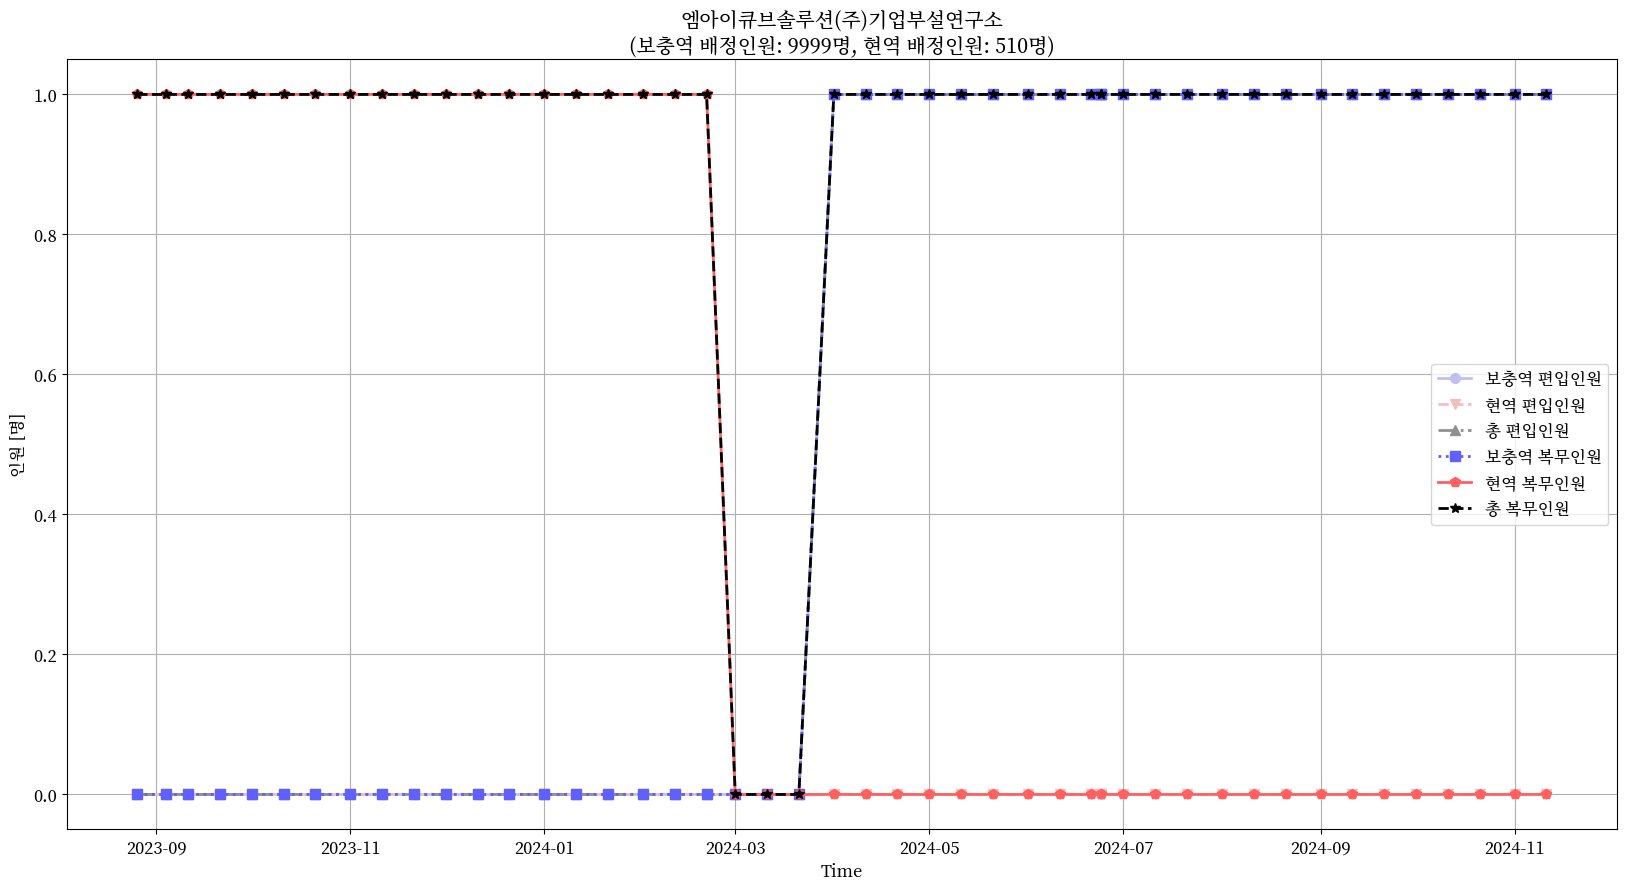 엠아이큐브솔루션(주)기업부설연구소
(보충역 배정인원: 9999명, 현역 배정인원: 510명)
인원 [명]
1.0
0.8
0.6
0.4
0.2
0.0
보충역 편입인원
현역 편입인원
총 편입인원
보충역 복무인원
현역 복무인원
총 복무인원
2023-09
2023-11
2024-01
2024-03
2024-05
2024-07
2024-09
2024-11
Time